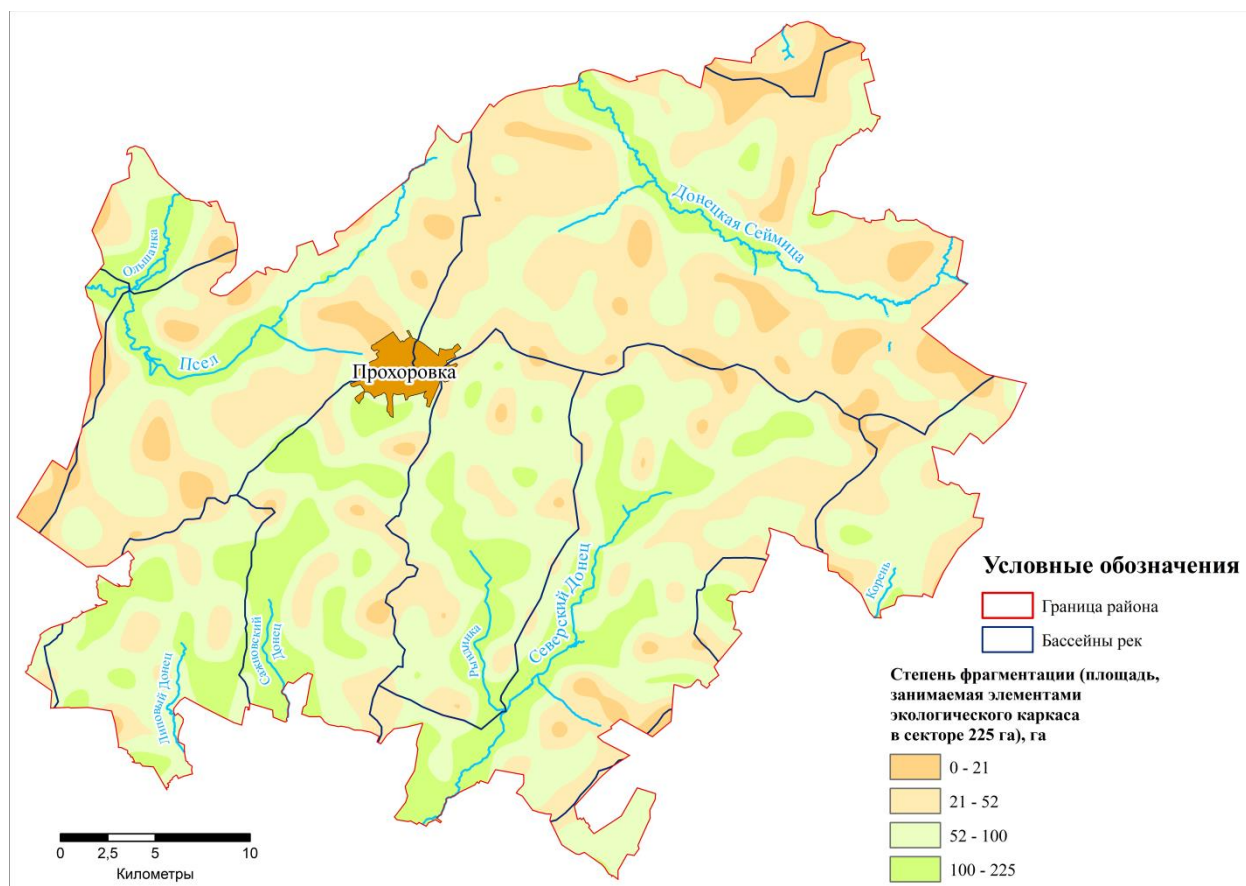 Донецкая Сеймица
Ольшанка
Псел
Прохоровка
Северский Донец
Корень
Рындинка
Сажновский
Донец
Липовый Донец
Условные обозначения
Граница района
Бассейны рек
Степень фрагментации (площадь,
занимаемая элементами
экологического каркаса
в секторе 225 га), га
0 - 21
21 - 52
52 - 100
100 - 225
0 2,5 5 10
Километры